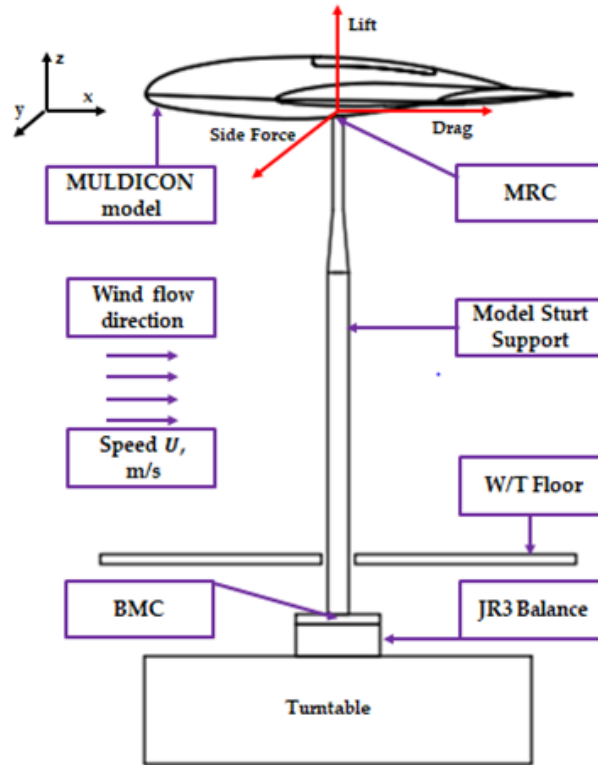 Lift
z
y
x
Side Force
Drag
MULDICON
model
MRC
Wind flow
direction
Model Sturt
Support
Speed U,
m/s
W/T Floor
BMC
JR3 Balance
Turntable